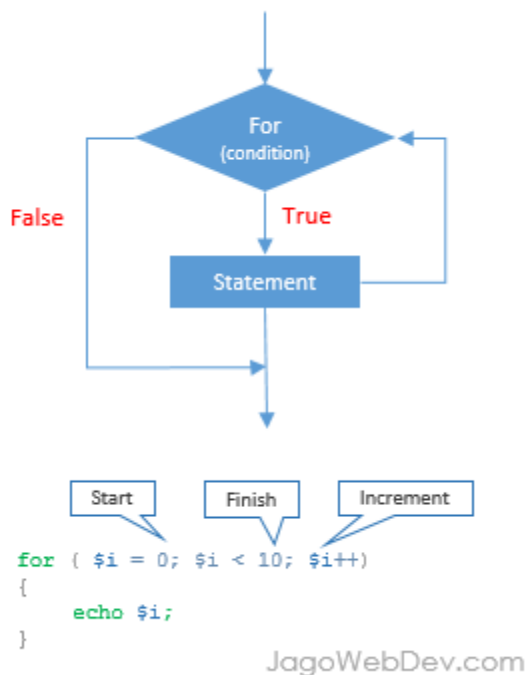 For
(condition)
False
True
Statement
Start
Finish
Increment
for ( $i = 0; $i < 10; $i++)
{
echo $i;
}
JagoWebDev.com